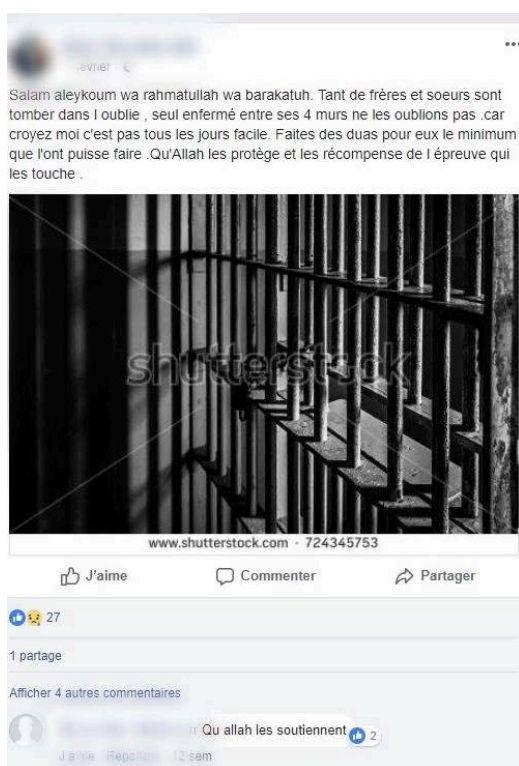 Salam aleykoum wa rahmatullah wa barakatuh. Tant de frères et soeurs sont
tomber dans l oublie , seul enfermé entre ses 4 murs ne les oublions pas .car
croyez moi c'est pas tous les jours facile. Faites des duas pour eux le minimum
que l'ont puisse faire .Qu'Allah les protège et les récompense de l épreuve qui
les touche .
shutterstock
www.shutterstock.com · 724345753
J'aime Commenter Partager
27
1 partage
Afficher 4 autres commentaires
Qu allah les soutiennent 2
J'aime Répondre 12 sem